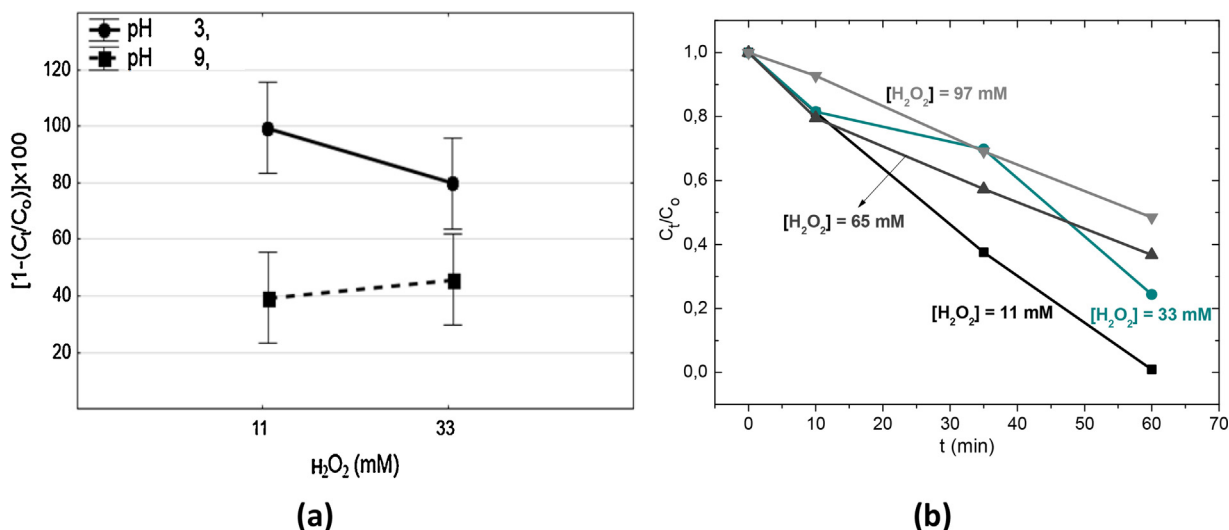 pH 3,
pH 9,
120
100
80
60
40
20
[1-(Cₜ/Cₒ)]x100
11 33
H₂O₂ (mM)
(a)
1,0
0,8
0,6
0,4
0,2
0,0
Cₜ/Cₒ
[H₂O₂] = 97 mM
[H₂O₂] = 65 mM
[H₂O₂] = 11 mM
[H₂O₂] = 33 mM
0 10 20 30 40 50 60 70
t (min)
(b)